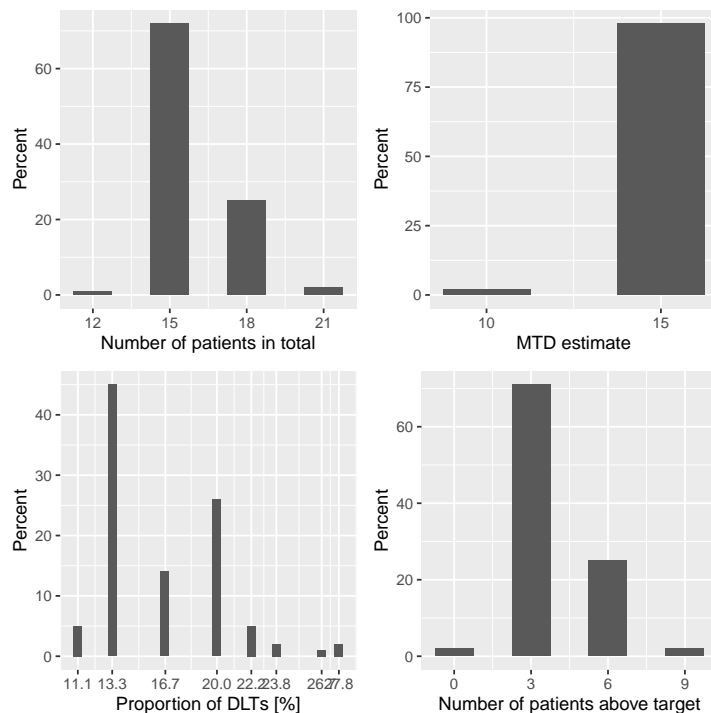 Percent
60
40
20
0
12 15 18 21
Number of patients in total
Percent
100
75
50
25
0
10 15
MTD estimate
Percent
40
30
20
10
0
11.1 13.3 16.7 20.0 22.2 23.8 26.7 27.8
Proportion of DLTs [%]
Percent
60
40
20
0
0 3 6 9
Number of patients above target